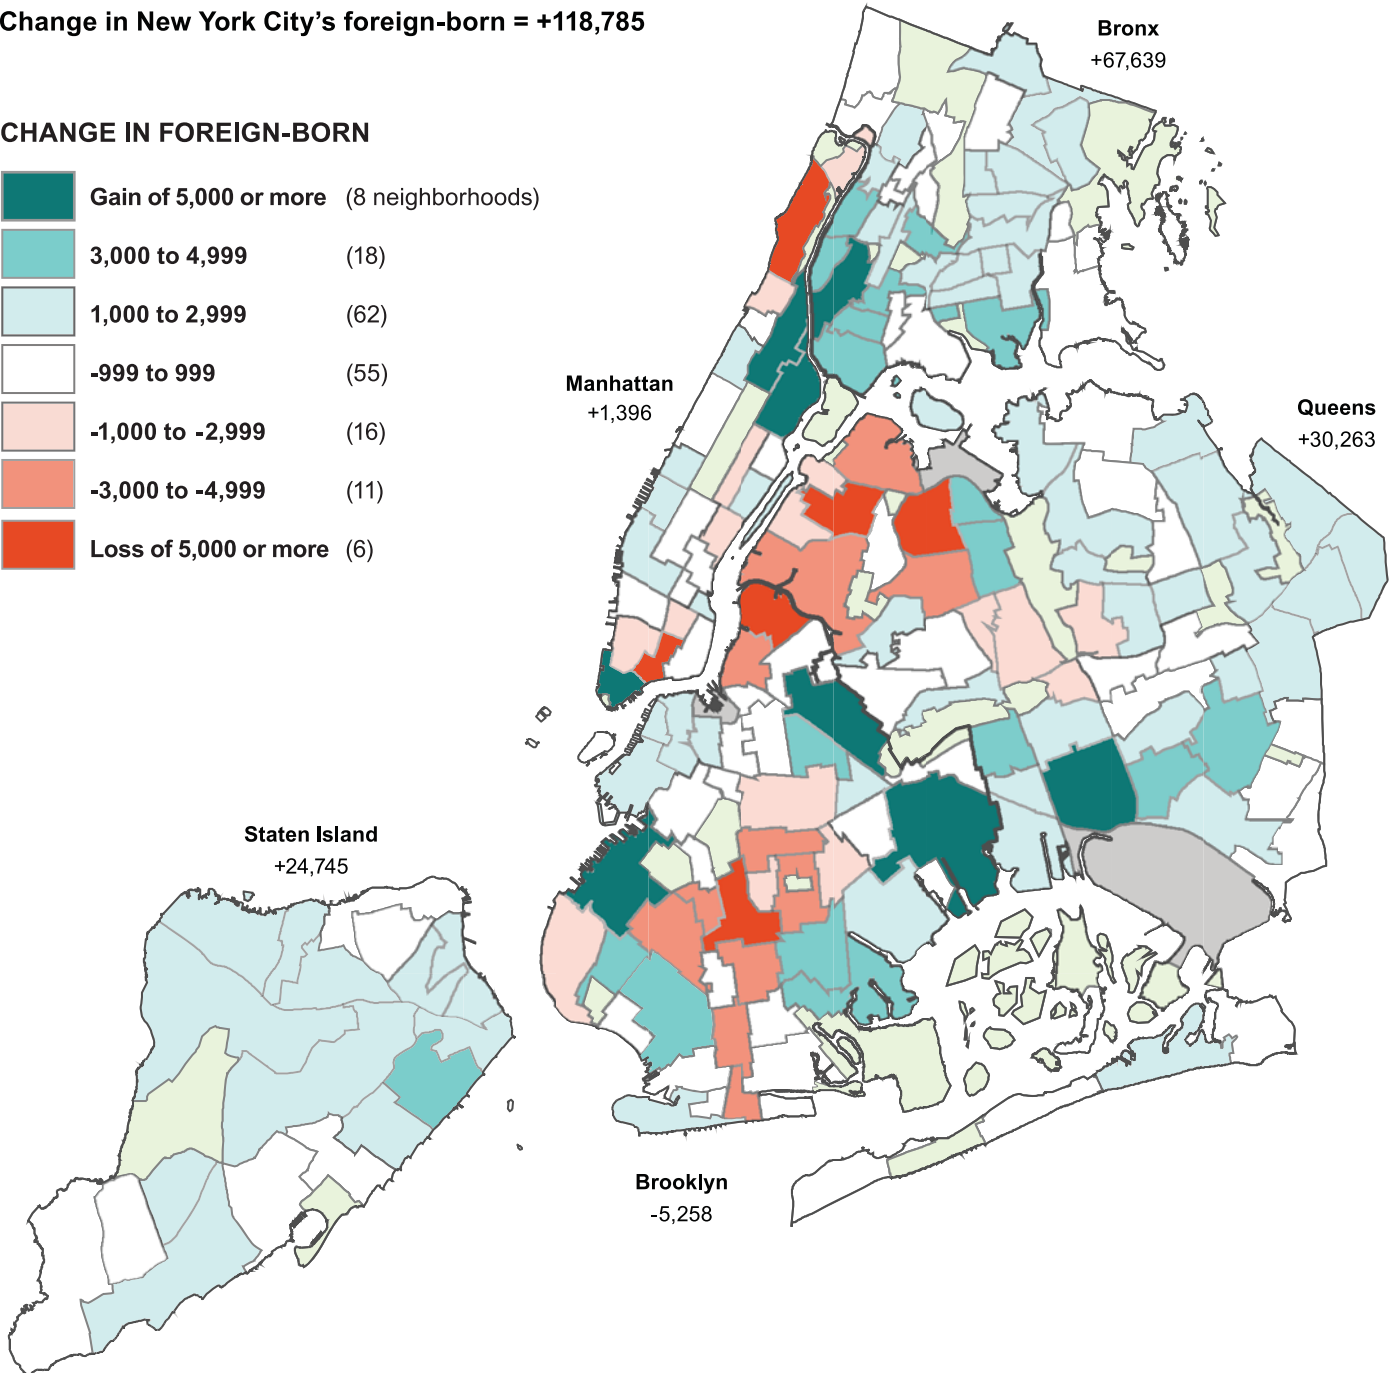 Change in New York City's foreign-born = +118,785
Bronx
+67,639
CHANGE IN FOREIGN-BORN
Gain of 5,000 or more (8 neighborhoods)
3,000 to 4,999 (18)
1,000 to 2,999 (62)
-999 to 999 (55)
-1,000 to -2,999 (16)
-3,000 to -4,999 (11)
Loss of 5,000 or more (6)
Manhattan
+1,396
Queens
+30,263
Staten Island
+24,745
Brooklyn
-5,258